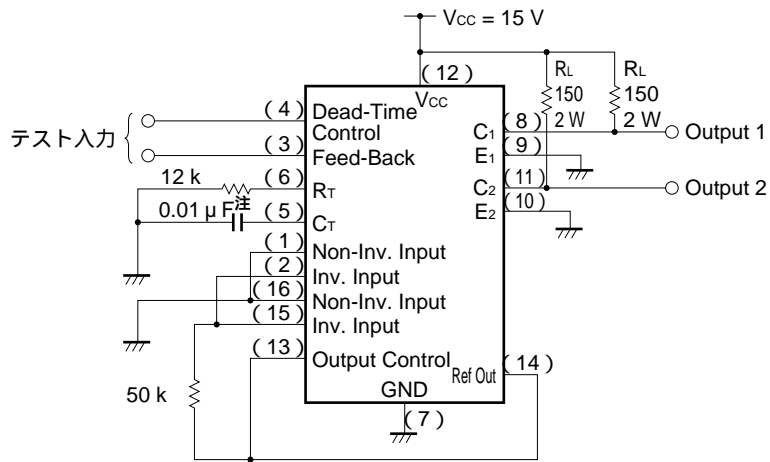 VCC = 15 V
(12)
VCC
RL
150
2 W
RL
150
2 W
テスト入力
(4)
Dead-Time
Control
(3)
Feed-Back
12 k
(6)
RT
0.01 μF注
(5)
CT
(1)
Non-Inv. Input
(2)
Inv. Input
(16)
Non-Inv. Input
(15)
Inv. Input
(13)
Output Control
50 k
(8)
C1
Output 1
(9)
E1
(11)
C2
Output 2
(10)
E2
Ref Out
(14)
GND
(7)